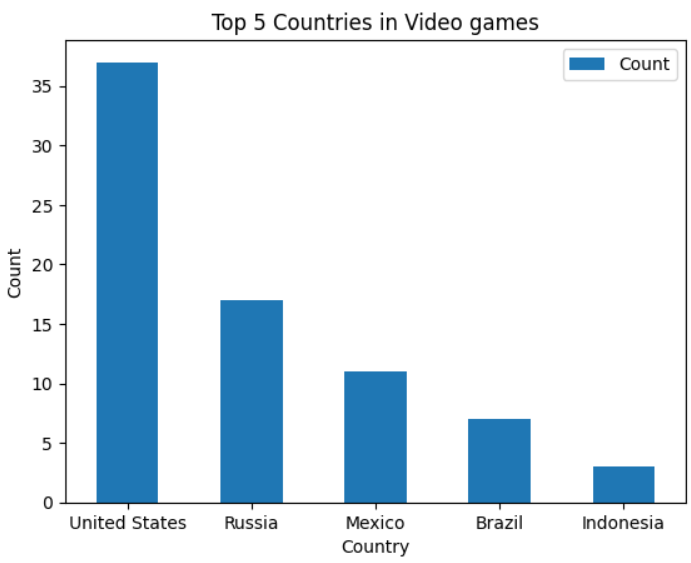 Top 5 Countries in Video games
Count
35
30
25
20
15
10
5
0
Count
United States Russia Mexico Brazil Indonesia
Country